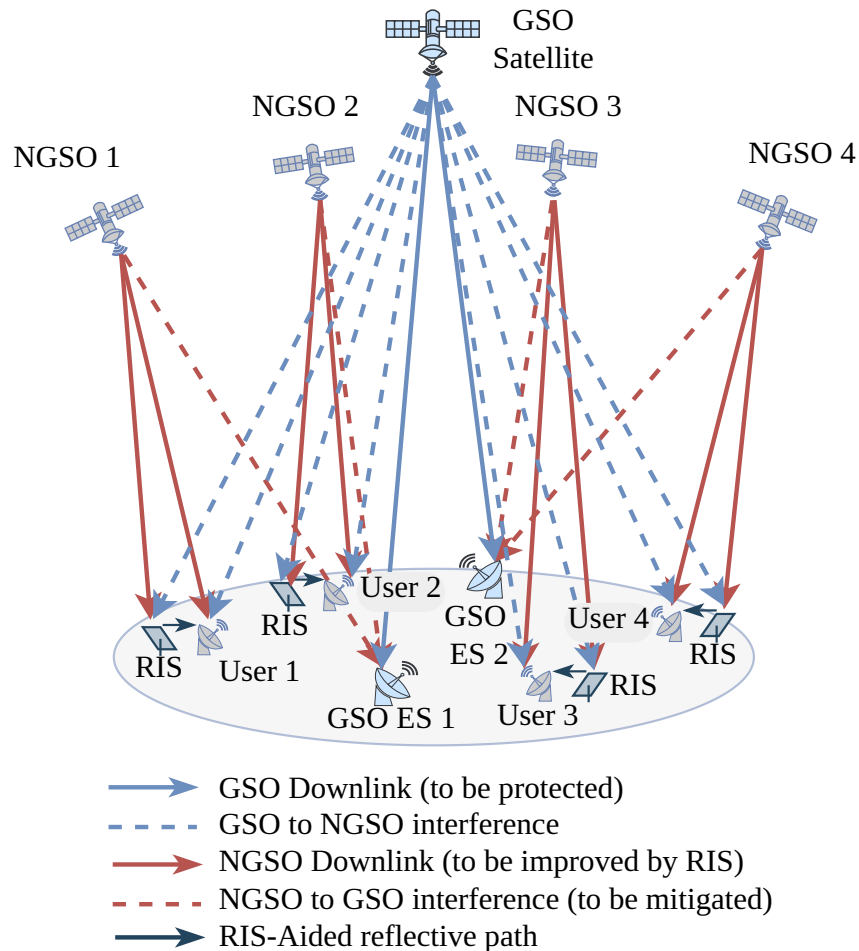 GSO
Satellite
NGSO 2
NGSO 3
NGSO 1
NGSO 4
User 2
RIS
GSO
ES 2
User 4
RIS
User 1
RIS
RIS
GSO ES 1
User 3
GSO Downlink (to be protected)
GSO to NGSO interference
NGSO Downlink (to be improved by RIS)
NGSO to GSO interference (to be mitigated)
RIS-Aided reflective path